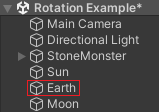 Rotation Example*
Main Camera
Directional Light
StoneMonster
Sun
Earth
Moon